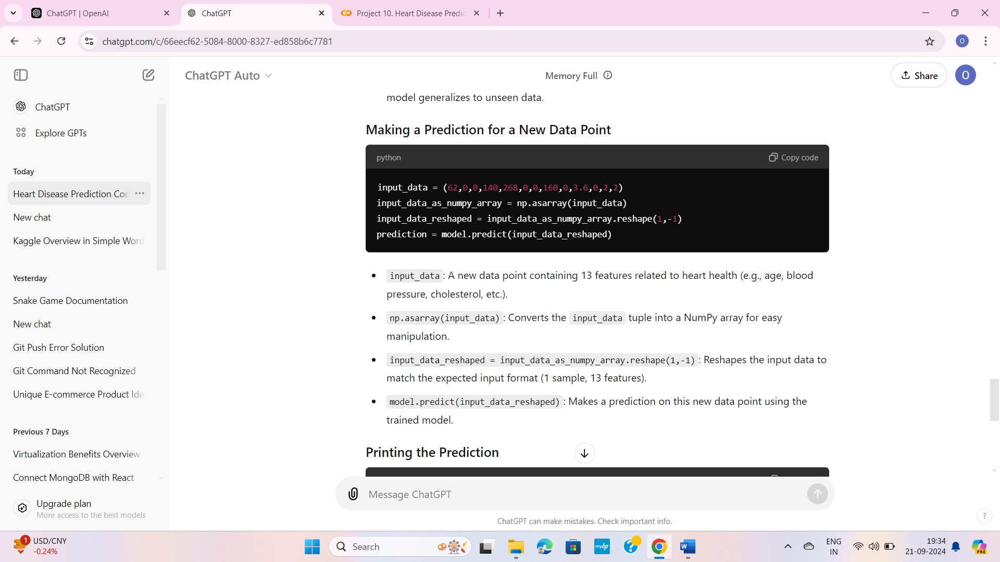 ChatGPT | OpenAI
ChatGPT
Project 10. Heart Disease Predic
chatgpt.com/c/66eecf62-5084-8000-8327-ed858b6c7781
O
ChatGPT Auto
Memory Full
Share
O
ChatGPT
Explore GPTs
Today
Heart Disease Prediction Cod
New chat
Kaggle Overview in Simple Word
Yesterday
Snake Game Documentation
New chat
Git Push Error Solution
Git Command Not Recognized
Unique E-commerce Product Ide
Previous 7 Days
Virtualization Benefits Overview
Connect MongoDB with React
Upgrade plan
More access to the best models
model generalizes to unseen data.
Making a Prediction for a New Data Point
python
Copy code
input_data = (62,0,0,140,268,0,0,160,0,3.6,0,2,2)
input_data_as_numpy_array = np.asarray(input_data)
input_data_reshaped = input_data_as_numpy_array.reshape(1,-1)
prediction = model.predict(input_data_reshaped)
• input_data: A new data point containing 13 features related to heart health (e.g., age, blood
pressure, cholesterol, etc.).
• np.asarray(input_data): Converts the input_data tuple into a NumPy array for easy
manipulation.
• input_data_reshaped = input_data_as_numpy_array.reshape(1,-1): Reshapes the input data to
match the expected input format (1 sample, 13 features).
• model.predict(input_data_reshaped): Makes a prediction on this new data point using the
trained model.
Printing the Prediction
Message ChatGPT
ChatGPT can make mistakes. Check important info.
?
1
USD/CNY
-0.24%
Search
myhp
W
ENG
IN
19:34
21-09-2024
PRE